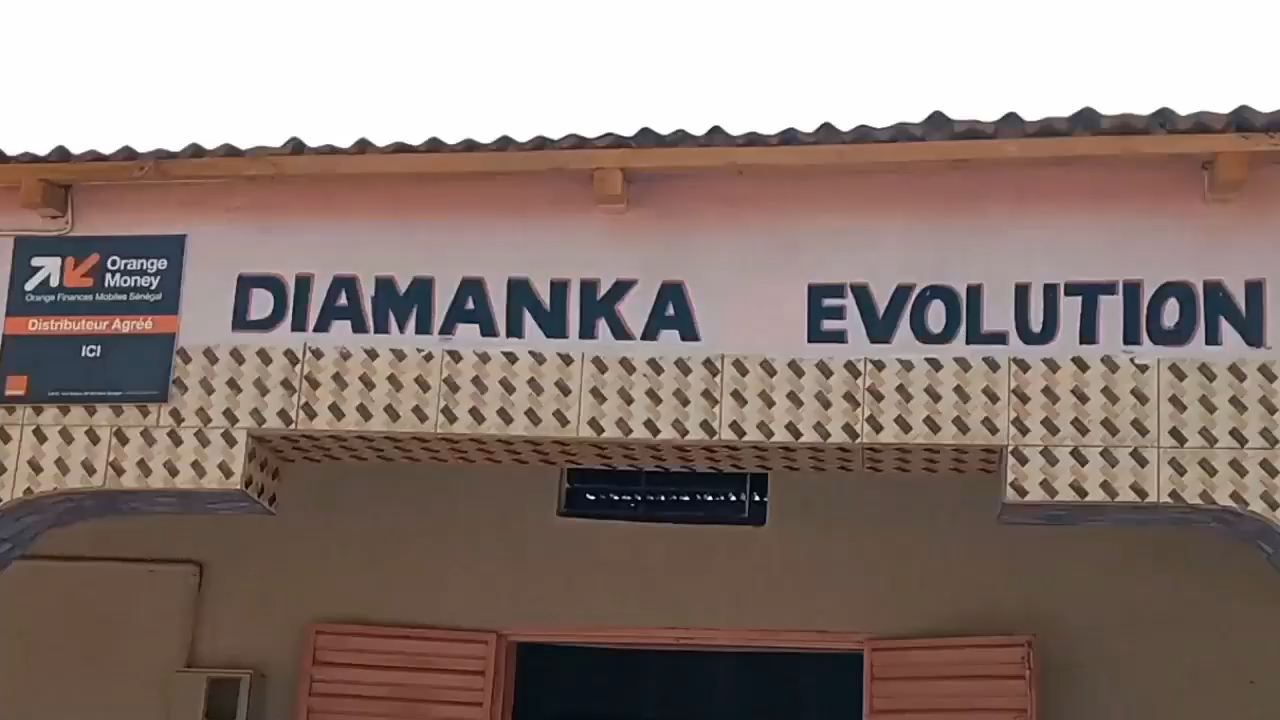 Orange
Money
Orange Finances Mobiles Sénégal
Distributeur Agréé
ICI
DIAMANKA EVOLUTION